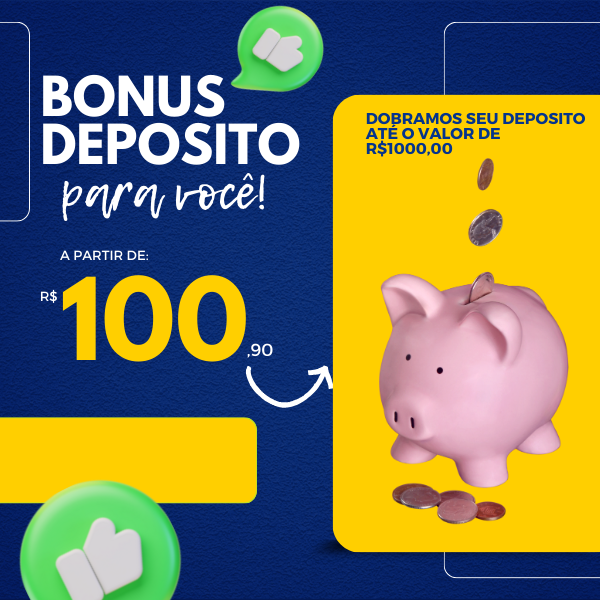 BONUS
DEPOSITO
para você!
A PARTIR DE:
R$100,90
DOBRAMOS SEU DEPOSITO
ATÉ O VALOR DE
R$1000,00